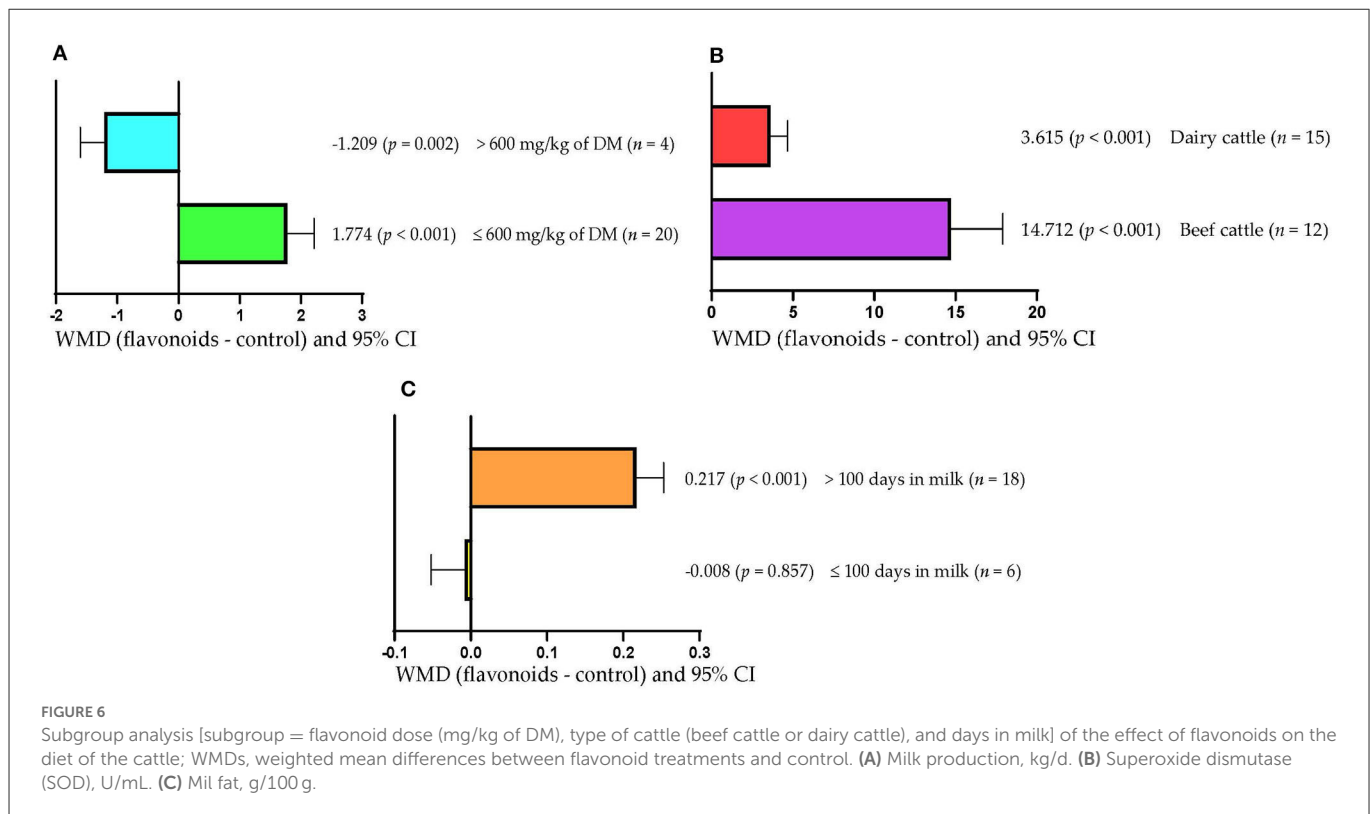 A
-1.209 (p = 0.002) > 600 mg/kg of DM (n = 4)
1.774 (p < 0.001) ≤ 600 mg/kg of DM (n = 20)
-2 -1 0 1 2 3
WMD (flavonoids - control) and 95% CI
B
3.615 (p < 0.001) Dairy cattle (n = 15)
14.712 (p < 0.001) Beef cattle (n = 12)
0 5 10 15 20
WMD (flavonoids - control) and 95% CI
C
0.217 (p < 0.001) > 100 days in milk (n = 18)
-0.008 (p = 0.857) ≤ 100 days in milk (n = 6)
-0.1 0.0 0.1 0.2 0.3
WMD (flavonoids - control) and 95% CI
FIGURE 6
Subgroup analysis [subgroup = flavonoid dose (mg/kg of DM), type of cattle (beef cattle or dairy cattle), and days in milk] of the effect of flavonoids on the
diet of the cattle; WMDs, weighted mean differences between flavonoid treatments and control. (A) Milk production, kg/d. (B) Superoxide dismutase
(SOD), U/mL. (C) Mil fat, g/100 g.